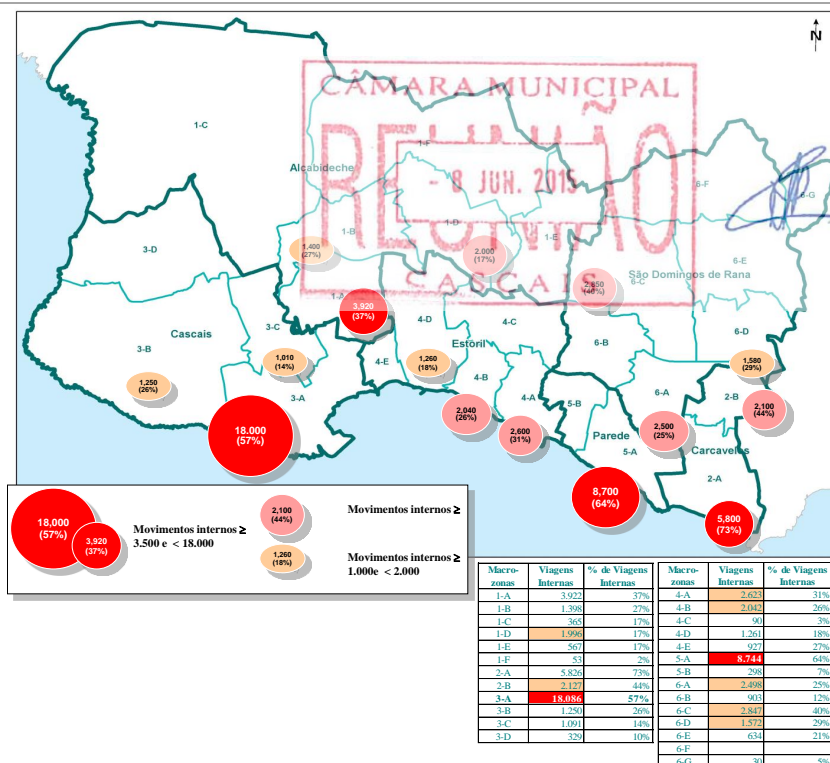 N
CÂMARA MUNICIPAL
REUNIÃO
- 8 JUN. 201
CASCAIS
1-C
1-F
Alcabideche
6-F
6-G
1-B
1-D
1-E
3-D
1,400
(27%)
2.000
(17%)
6-E
São Domingos de Rana
6-C
2,850
(40%)
1-A
3,920
(37%)
4-D
4-C
3-C
Cascais
Estoril
6-B
6-D
3-B
1,010
(14%)
4-E
1,260
(18%)
1,580
(29%)
1,250
(26%)
3-A
4-B
4-A
5-B
6-A
2-B
2,100
(44%)
2,040
(26%)
18.000
(57%)
2,600
(31%)
Parede
2,500
(25%)
Carcavelos
5-A
2-A
8,700
(64%)
5,800
(73%)
18,000
(57%)
3,920
(37%)
Movimentos internos ≥
3.500 e < 18.000
2,100
(44%)
Movimentos internos ≥
1,260
(18%)
Movimentos internos ≥
1.000e < 2.000
Macro-zonas Viagens Internas % de Viagens Internas
1-A 3.922 37%
1-B 1.398 27%
1-C 365 17%
1-D 1.996 17%
1-E 567 17%
1-F 53 2%
2-A 5.826 73%
2-B 2.127 44%
3-A 18.086 57%
3-B 1.250 26%
3-C 1.091 14%
3-D 329 10%
Macro-zonas Viagens Internas % de Viagens Internas
4-A 2.623 31%
4-B 2.042 26%
4-C 90 3%
4-D 1.261 18%
4-E 927 27%
5-A 8.744 64%
5-B 298 7%
6-A 2.498 25%
6-B 903 12%
6-C 2.847 40%
6-D 1.572 29%
6-E 634 21%
6-F
6-G 30 5%